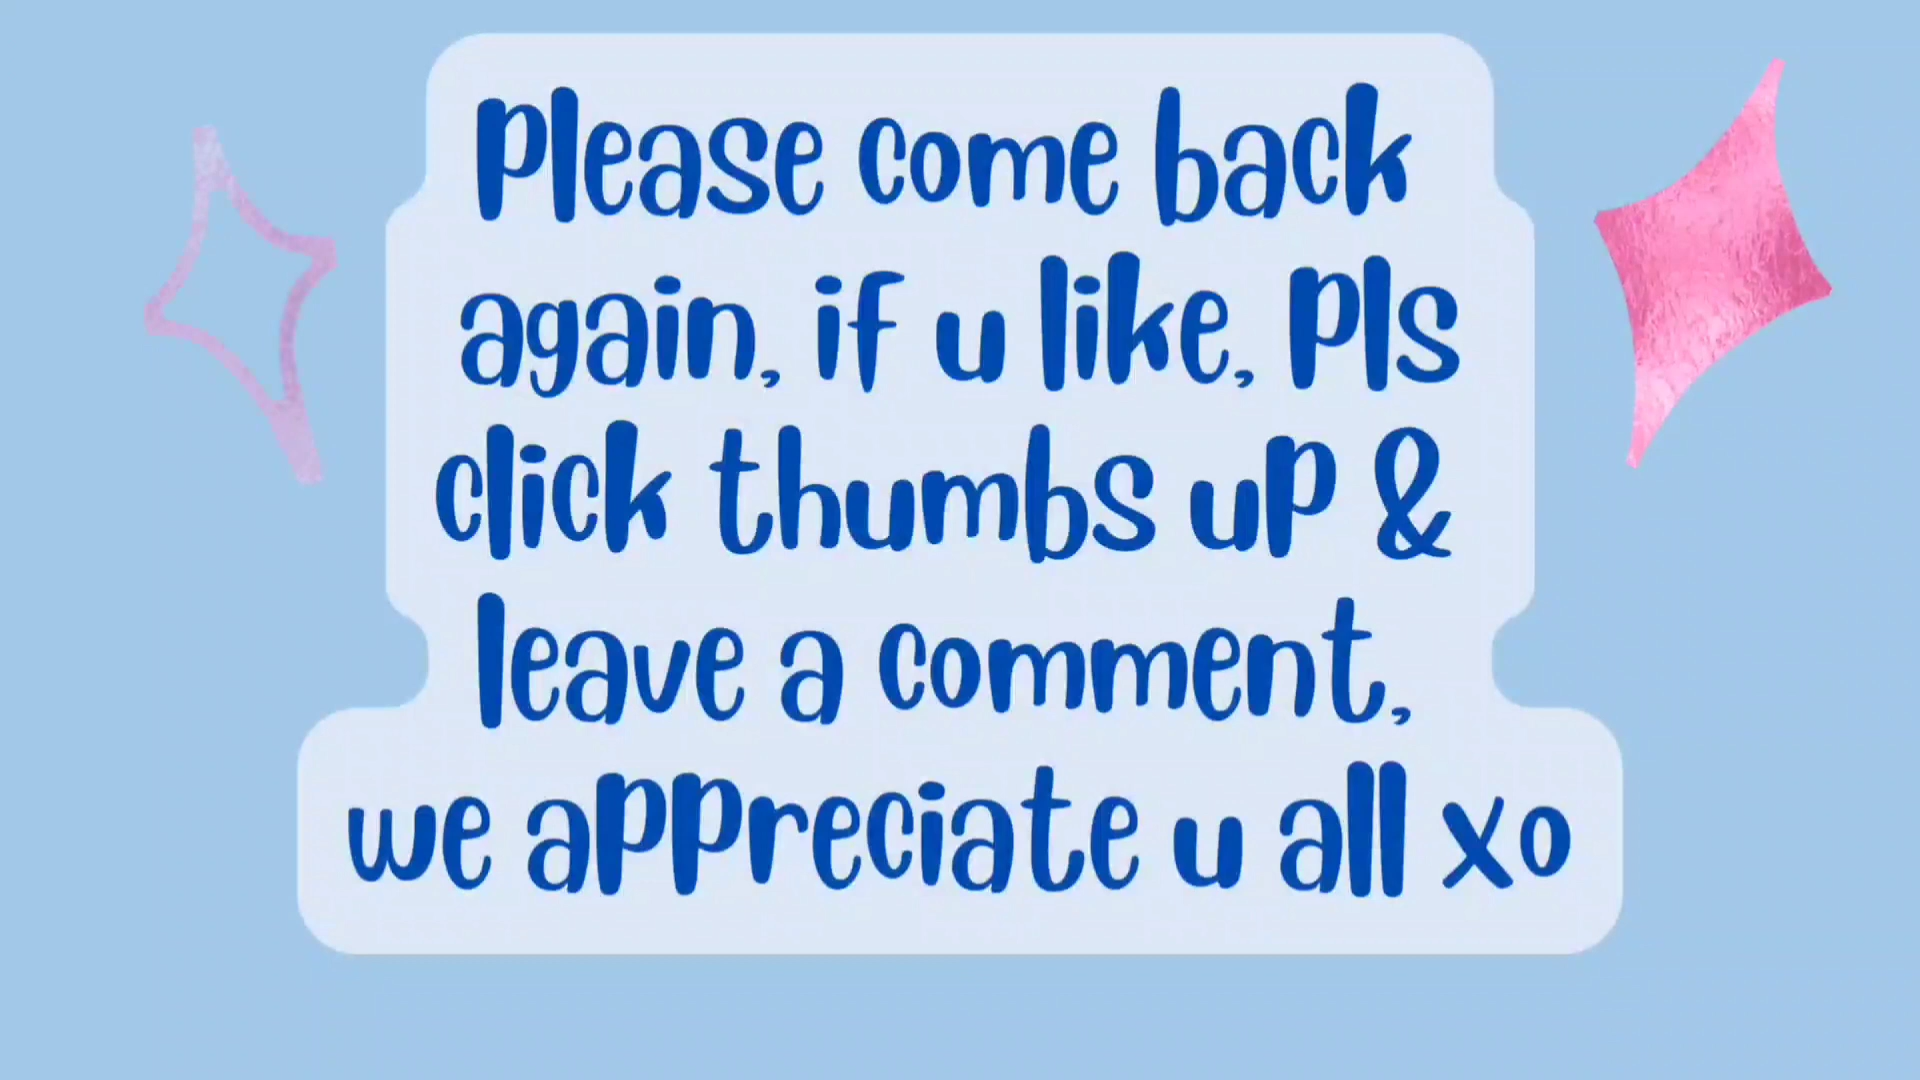 Please come back
again, if u like, pls
click thumbs up &
leave a comment,
we appreciate u all xo